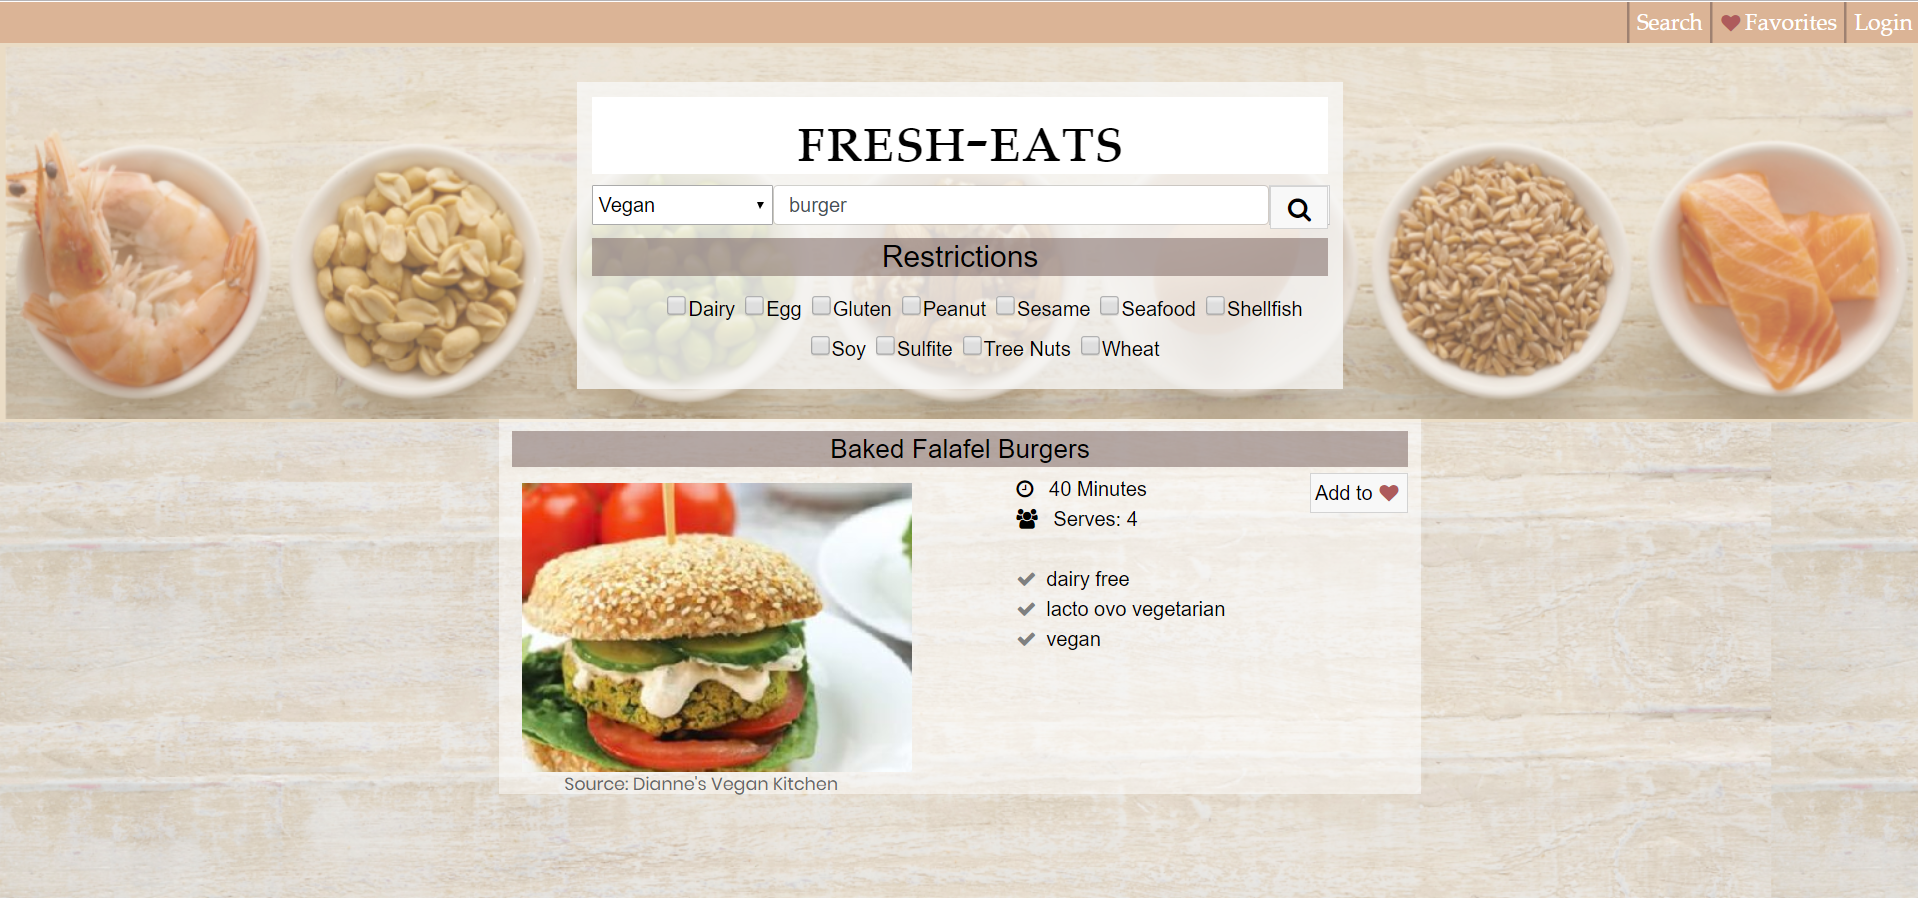 Search Favorites Login
FRESH-EATS
Vegan burger
Restrictions
Dairy Egg Gluten Peanut Sesame Seafood Shellfish
Soy Sulfite Tree Nuts Wheat
Baked Falafel Burgers
40 Minutes
Add to
Serves: 4
dairy free
lacto ovo vegetarian
vegan
Source: Dianne's Vegan Kitchen